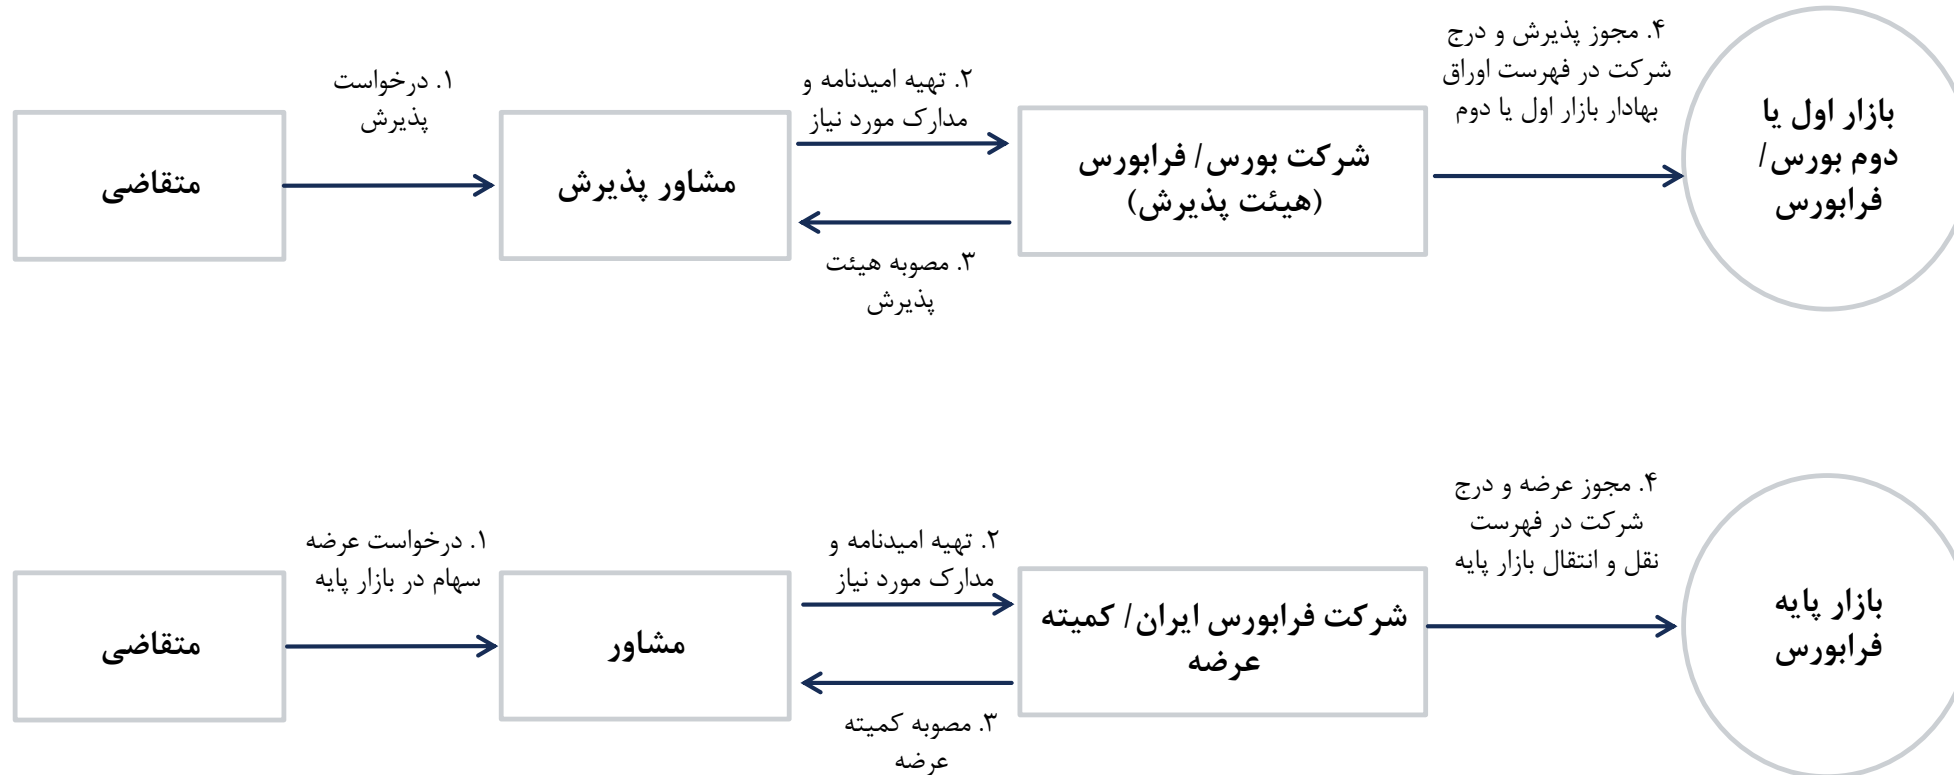 متقاضی
۱. درخواست
پذیرش
مشاور پذیرش
۲. تهیه امیدنامه و
مدارک مورد نیاز
۳. مصوبه هیئت
پذیرش
شرکت بورس/ فرابورس
(هیئت پذیرش)
۴. مجوز پذیرش و درج
شرکت در فهرست اوراق
بهادار بازار اول یا دوم
بازار اول یا
دوم بورس/
فرابورس
متقاضی
۱. درخواست عرضه
سهام در بازار پایه
مشاور
۲. تهیه امیدنامه و
مدارک مورد نیاز
۳. مصوبه کمیته
عرضه
شرکت فرابورس ایران/ کمیته
عرضه
۴. مجوز عرضه و درج
شرکت در فهرست
نقل و انتقال بازار پایه
بازار پایه
فرابورس